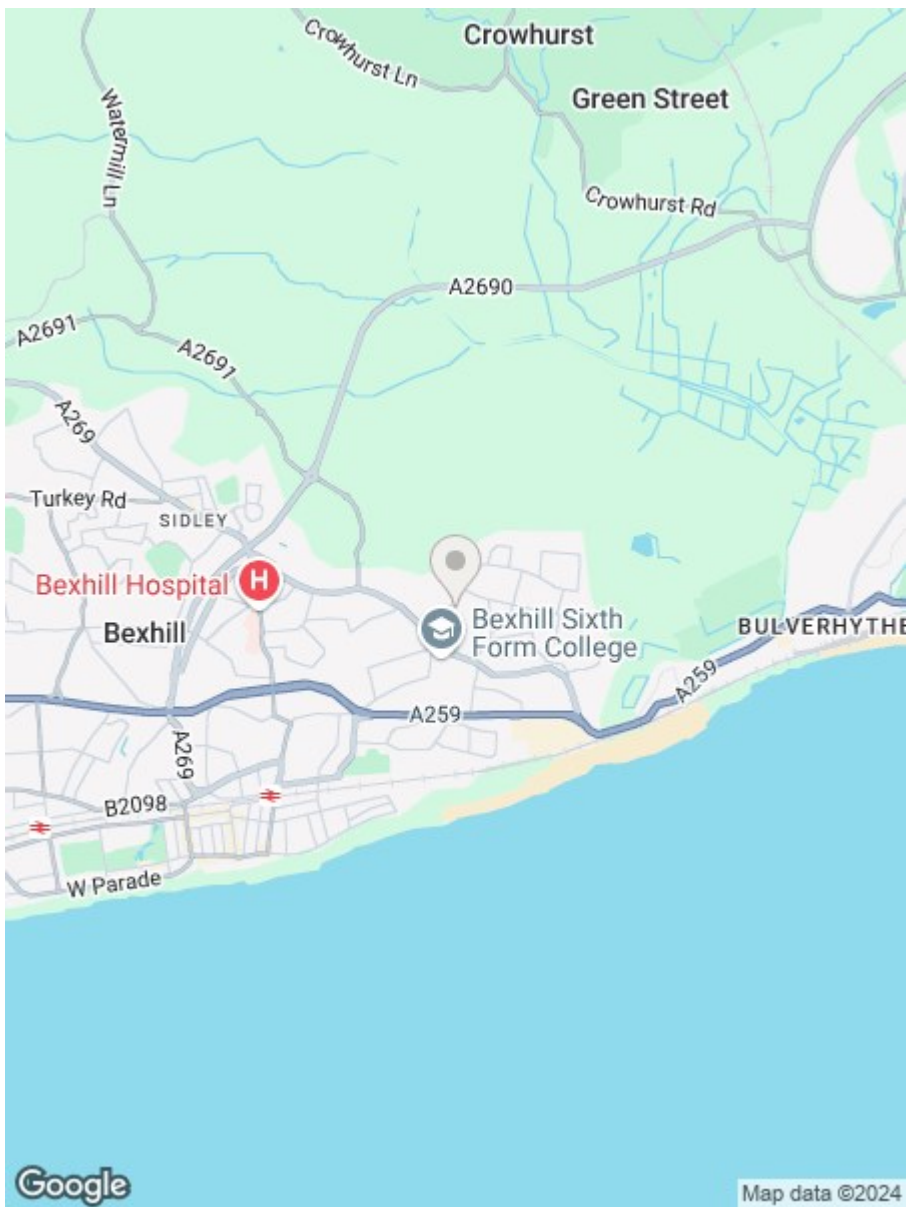 Crowhurst
Crowhurst Ln
Green Street
Watermill Ln
Crowhurst Rd
A2690
A2691
A2691
A269
Turkey Rd
SIDLEY
Bexhill Hospital
H
Bexhill
Bexhill Sixth
Form College
BULVERHYTHE
A259
A259
A269
B2098
W Parade
Google
Map data ©2024